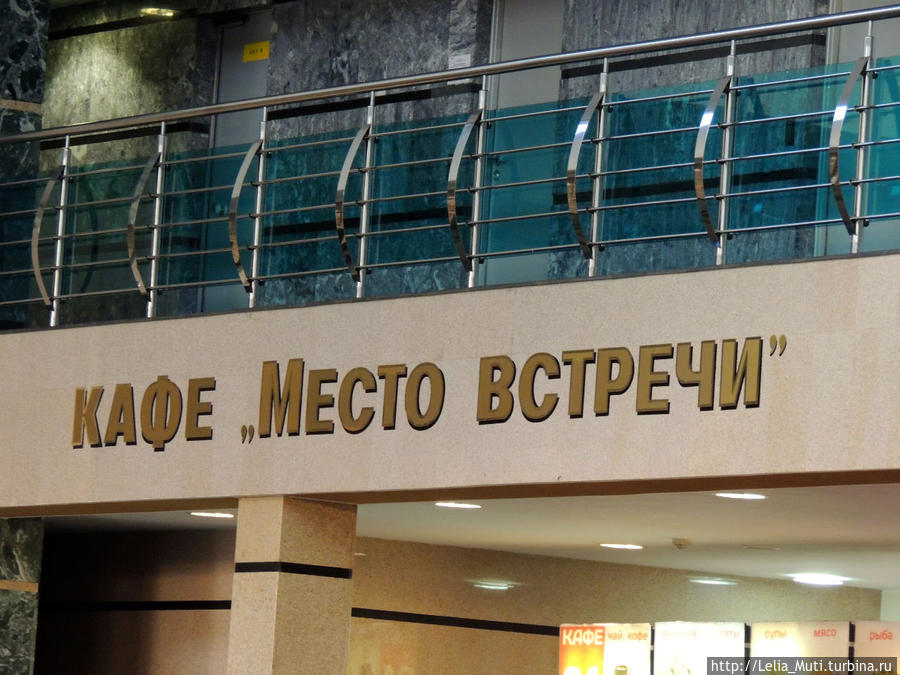 КАФЕ „МЕСТО ВСТРЕЧИ”
КАФЕ чай, кофе
супы мясо
рыба
http://Lelia_Muti.turbina.ru